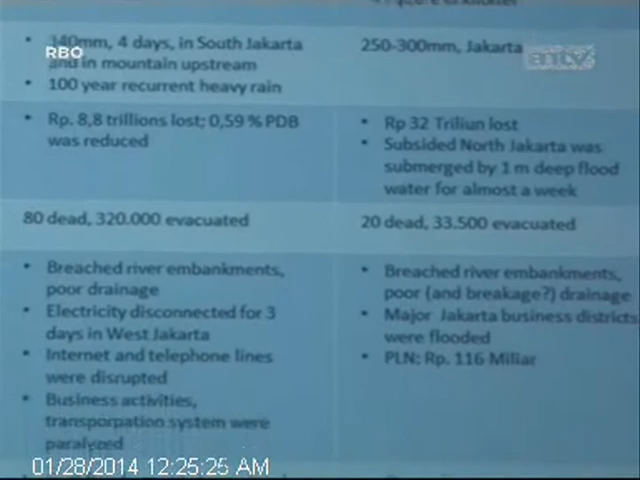 RBO
antv
340mm, 4 days, in South Jakarta
and in mountain upstream
100 year recurrent heavy rain
250-300mm, Jakarta
Rp. 8,8 trillions lost; 0,59 % PDB
was reduced
Rp 32 Triliun lost
Subsided North Jakarta was
submerged by 1 m deep flood
water for almost a week
80 dead, 320.000 evacuated
20 dead, 33.500 evacuated
Breached river embankments,
poor drainage
Electricity disconnected for 3
days in West Jakarta
Internet and telephone lines
were disrupted
Business activities,
transporpation system were
paralyzed
Breached river embankments,
poor (and breakage?) drainage
Major Jakarta business districts
were flooded
PLN: Rp. 116 Miliar
01/28/2014 12:25:25 AM